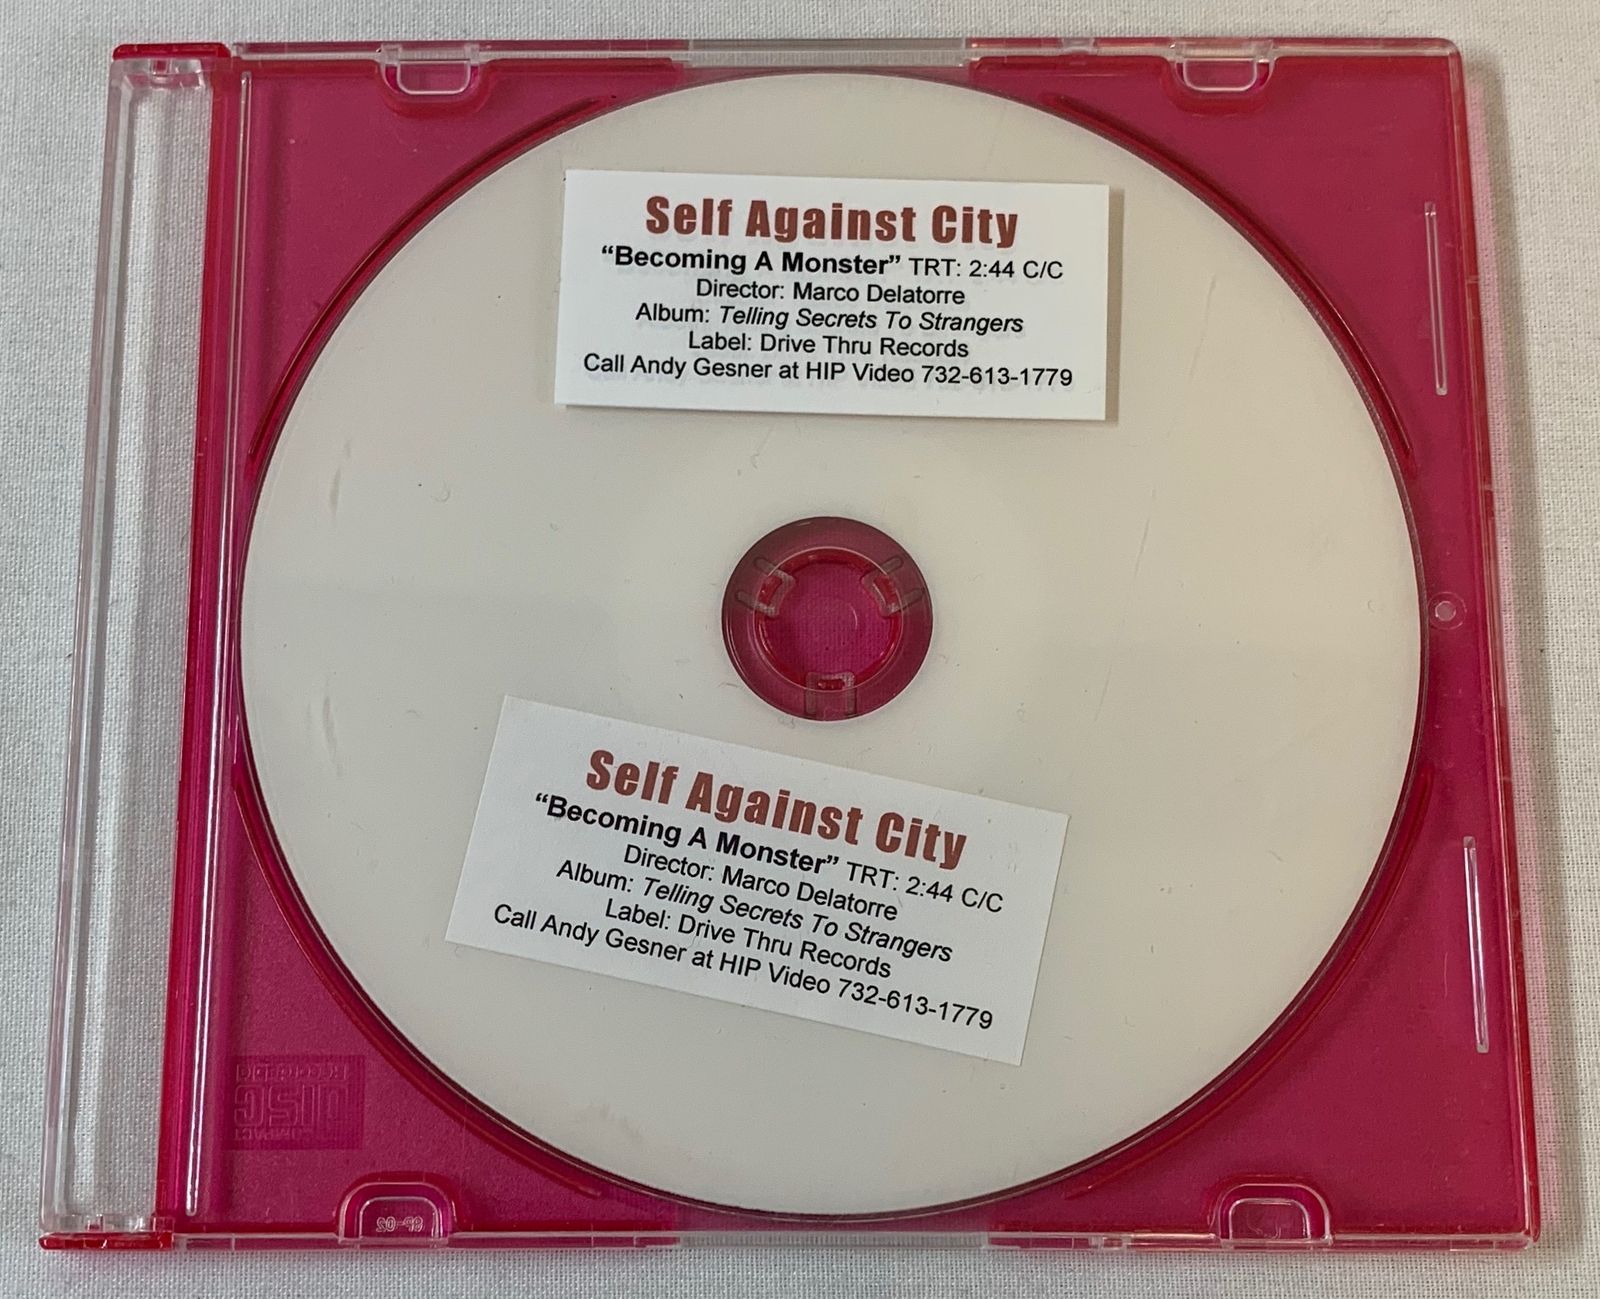 Self Against City
“Becoming A Monster” TRT: 2:44 C/C
Director: Marco Delatorre
Album: Telling Secrets To Strangers
Label: Drive Thru Records
Call Andy Gesner at HIP Video 732-613-1779
Self Against City
“Becoming A Monster” TRT: 2:44 C/C
Director: Marco Delatorre
Album: Telling Secrets To Strangers
Label: Drive Thru Records
Call Andy Gesner at HIP Video 732-613-1779
COMPACT
DISC